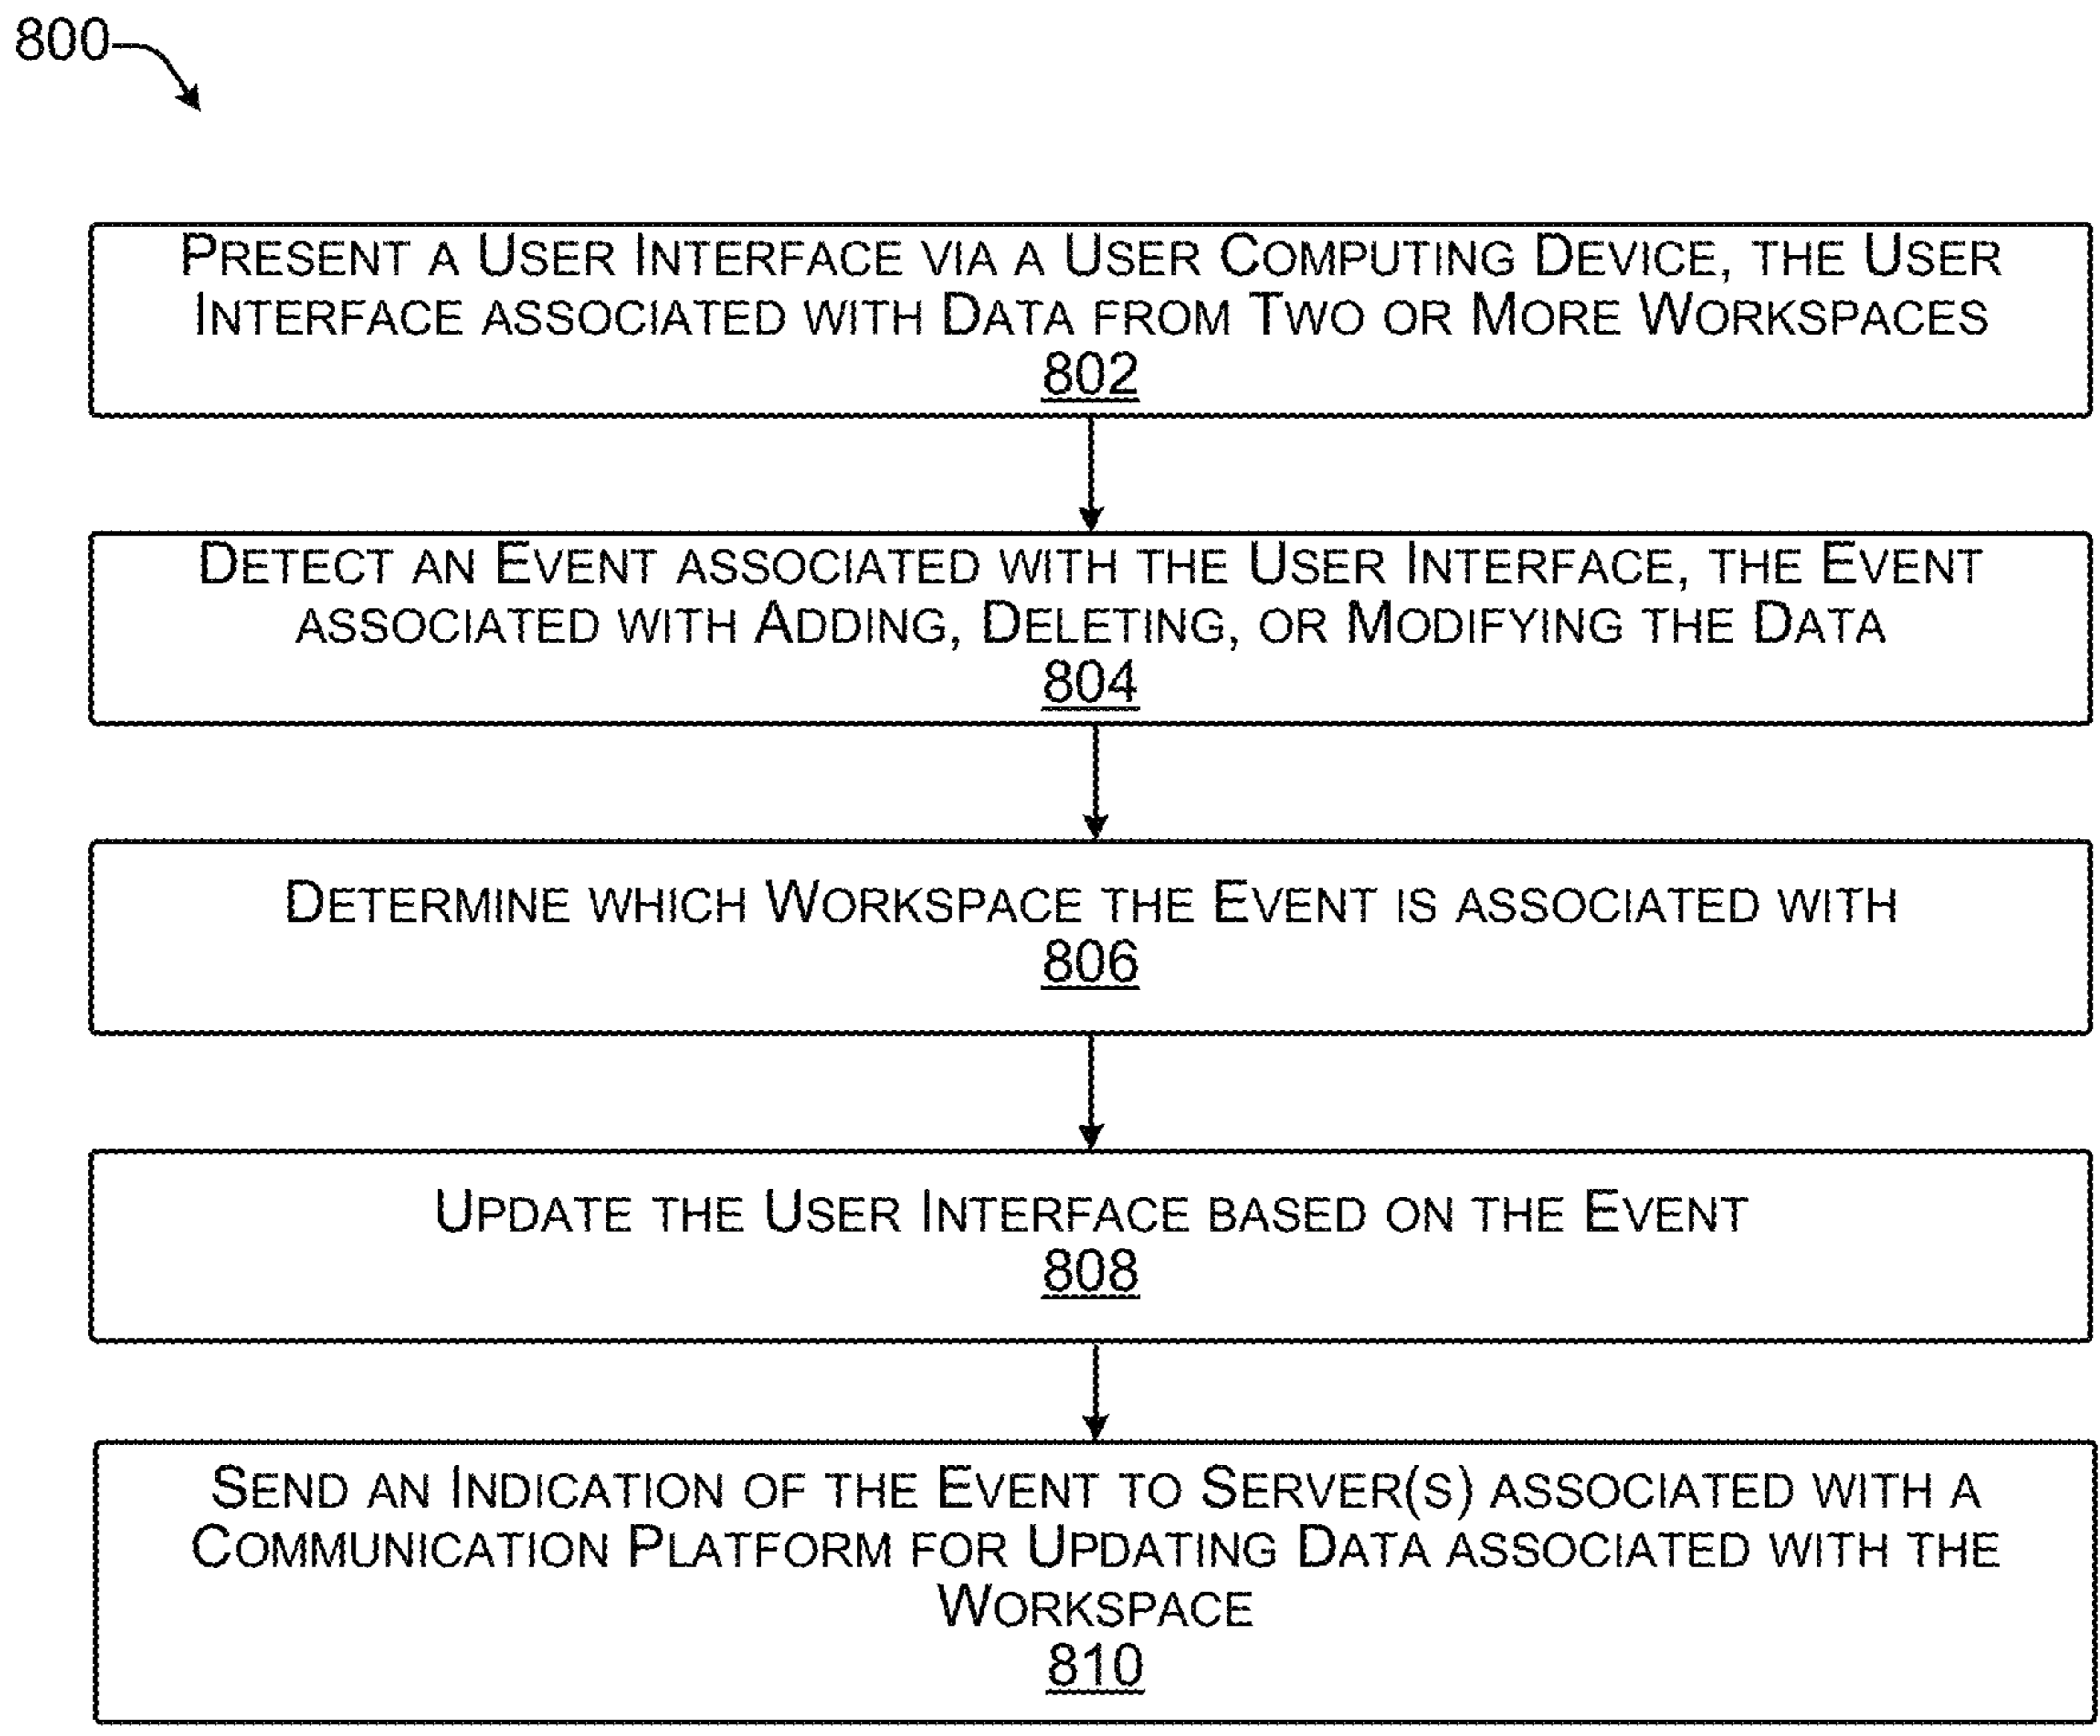 800
Present a User Interface via a User Computing Device, the User
Interface associated with Data from Two or More Workspaces
802
Detect an Event associated with the User Interface, the Event
associated with Adding, Deleting, or Modifying the Data
804
Determine which Workspace the Event is associated with
806
Update the User Interface based on the Event
808
Send an Indication of the Event to Server(s) associated with a
Communication Platform for Updating Data associated with the
Workspace
810